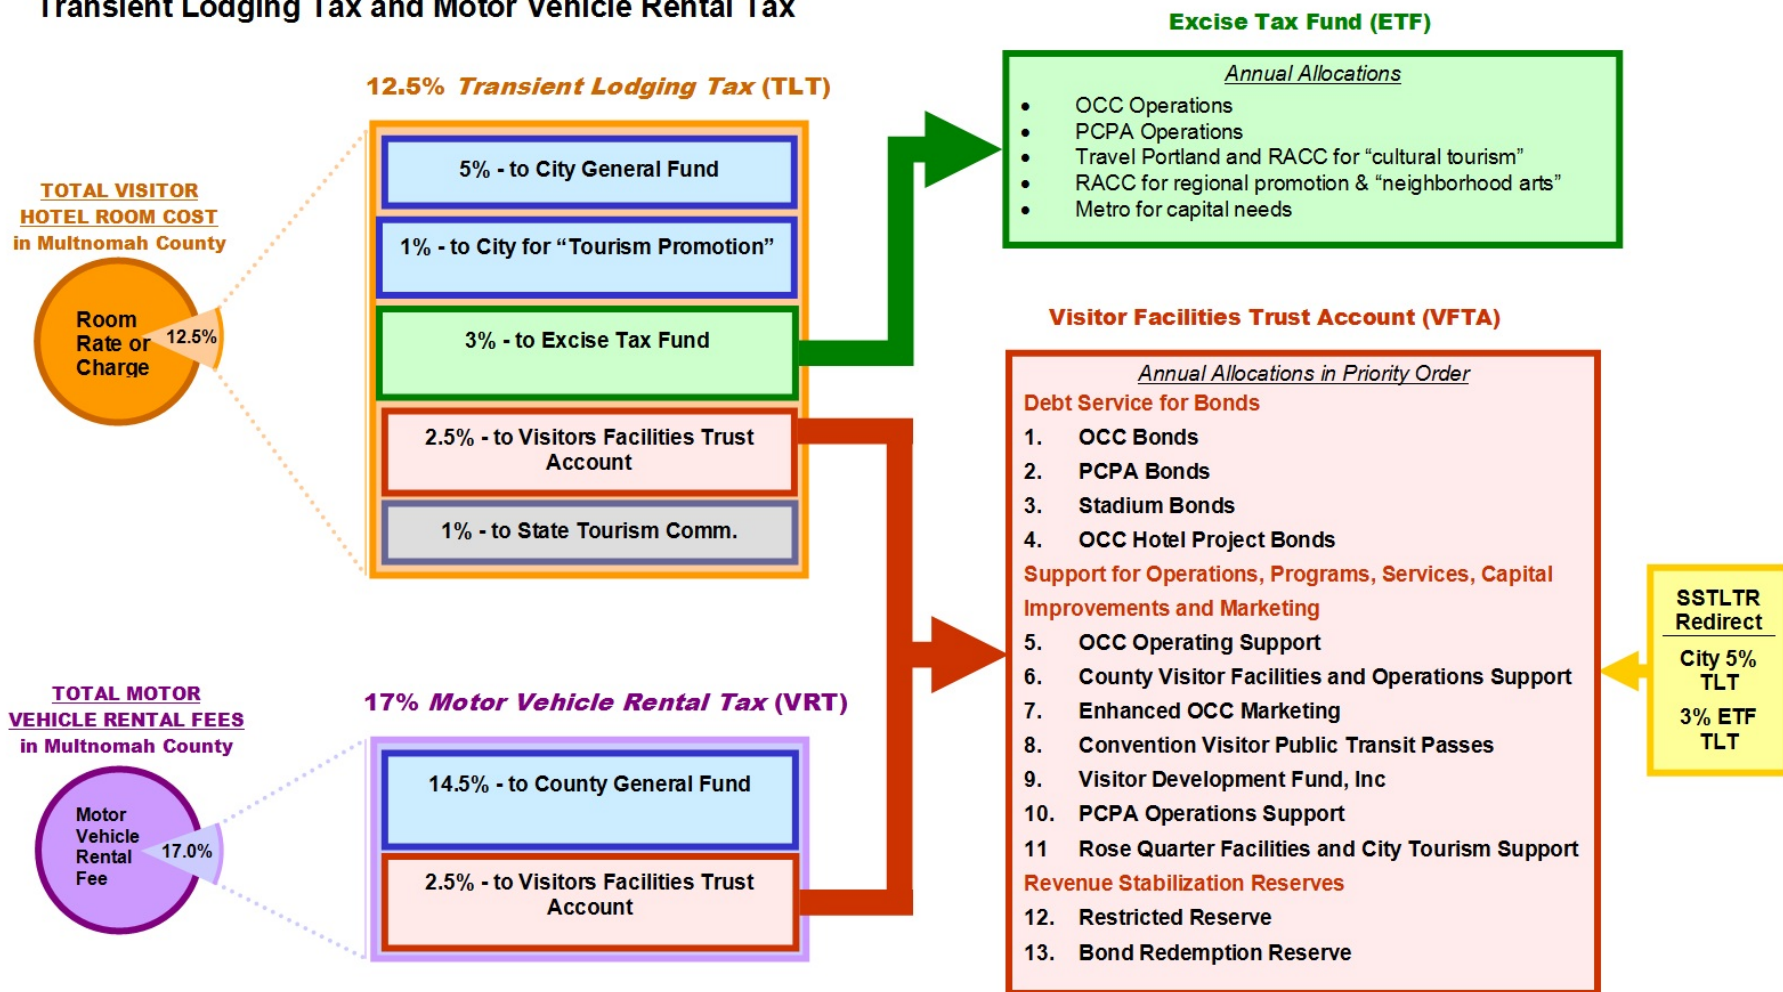 Transient Lodging Tax and Motor Vehicle Rental Tax
TOTAL VISITOR
HOTEL ROOM COST
in Multnomah County
Room
Rate or
Charge
12.5%
12.5% Transient Lodging Tax (TLT)
5% - to City General Fund
1% - to City for “Tourism Promotion”
3% - to Excise Tax Fund
2.5% - to Visitors Facilities Trust
Account
1% - to State Tourism Comm.
TOTAL MOTOR
VEHICLE RENTAL FEES
in Multnomah County
Motor
Vehicle
Rental
Fee
17.0%
17% Motor Vehicle Rental Tax (VRT)
14.5% - to County General Fund
2.5% - to Visitors Facilities Trust
Account
Excise Tax Fund (ETF)
Annual Allocations
• OCC Operations
• PCPA Operations
• Travel Portland and RACC for “cultural tourism”
• RACC for regional promotion & “neighborhood arts”
• Metro for capital needs
Visitor Facilities Trust Account (VFTA)
Annual Allocations in Priority Order
Debt Service for Bonds
1. OCC Bonds
2. PCPA Bonds
3. Stadium Bonds
4. OCC Hotel Project Bonds
Support for Operations, Programs, Services, Capital
Improvements and Marketing
5. OCC Operating Support
6. County Visitor Facilities and Operations Support
7. Enhanced OCC Marketing
8. Convention Visitor Public Transit Passes
9. Visitor Development Fund, Inc
10. PCPA Operations Support
11 Rose Quarter Facilities and City Tourism Support
Revenue Stabilization Reserves
12. Restricted Reserve
13. Bond Redemption Reserve
SSTLTR
Redirect
City 5%
TLT
3% ETF
TLT